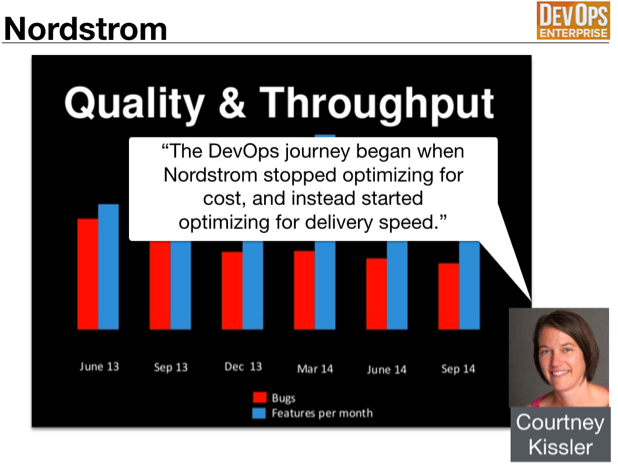 Nordstrom
DEVOPS
ENTERPRISE
Quality & Throughput
“The DevOps journey began when
Nordstrom stopped optimizing for
cost, and instead started
optimizing for delivery speed.”
June 13
Sep 13
Dec 13
Mar 14
June 14
Sep 14
Bugs
Features per month
Courtney
Kissler